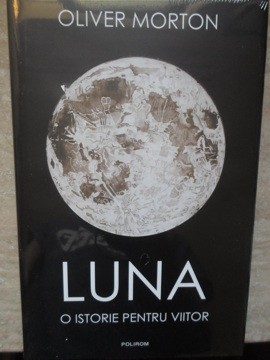 OLIVER MORTON
LUNA
O ISTORIE PENTRU VIITOR
POLIROM